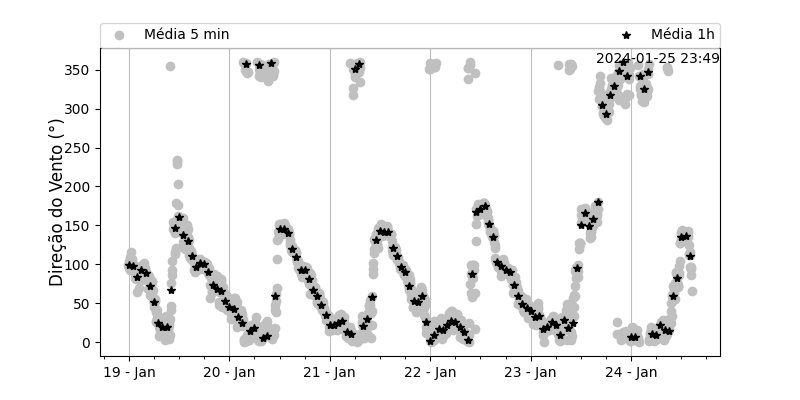 Média 5 min
Média 1h
2024-01-25 23:49
Direção do Vento (°)
350
300
250
200
150
100
50
0
19 - Jan
20 - Jan
21 - Jan
22 - Jan
23 - Jan
24 - Jan